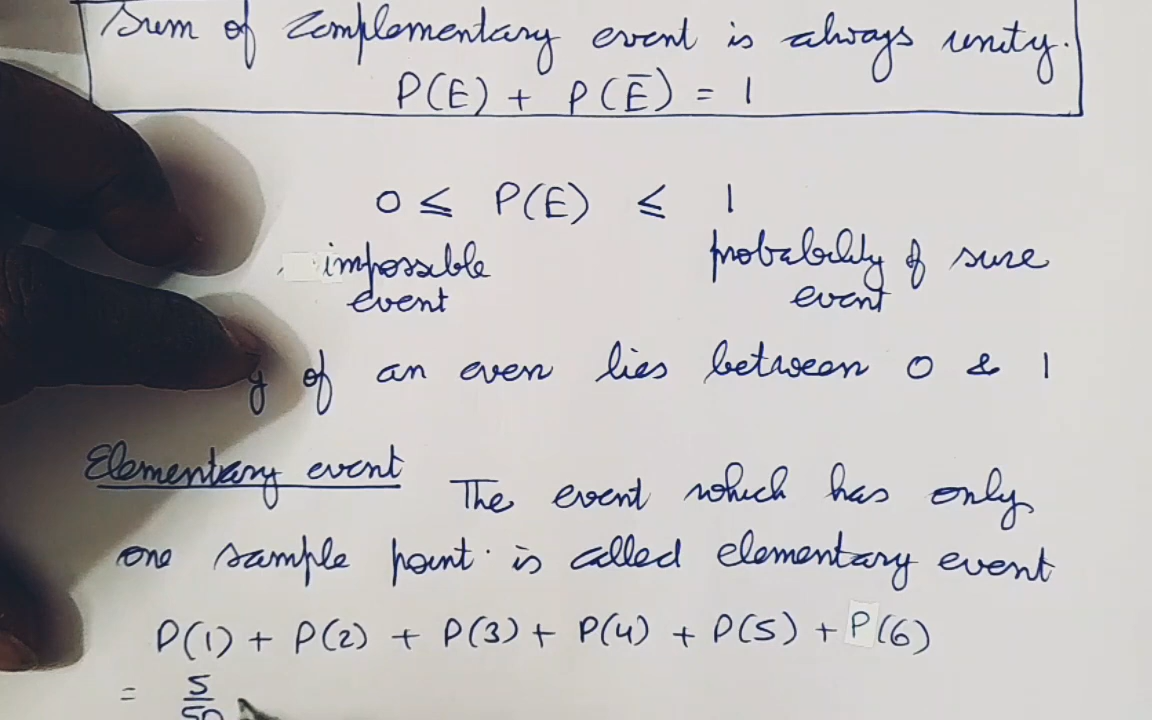 Sum of complementary event is always unity.
P(E) + P(Ē) = 1
0 ≤ P(E) ≤ 1
impossible probability of sure
event event
y of an even lies between 0 & 1
Elementary event The event which has only
one sample point is called elementary event
P(1) + P(2) + P(3) + P(4) + P(5) + P(6)
= 5/50